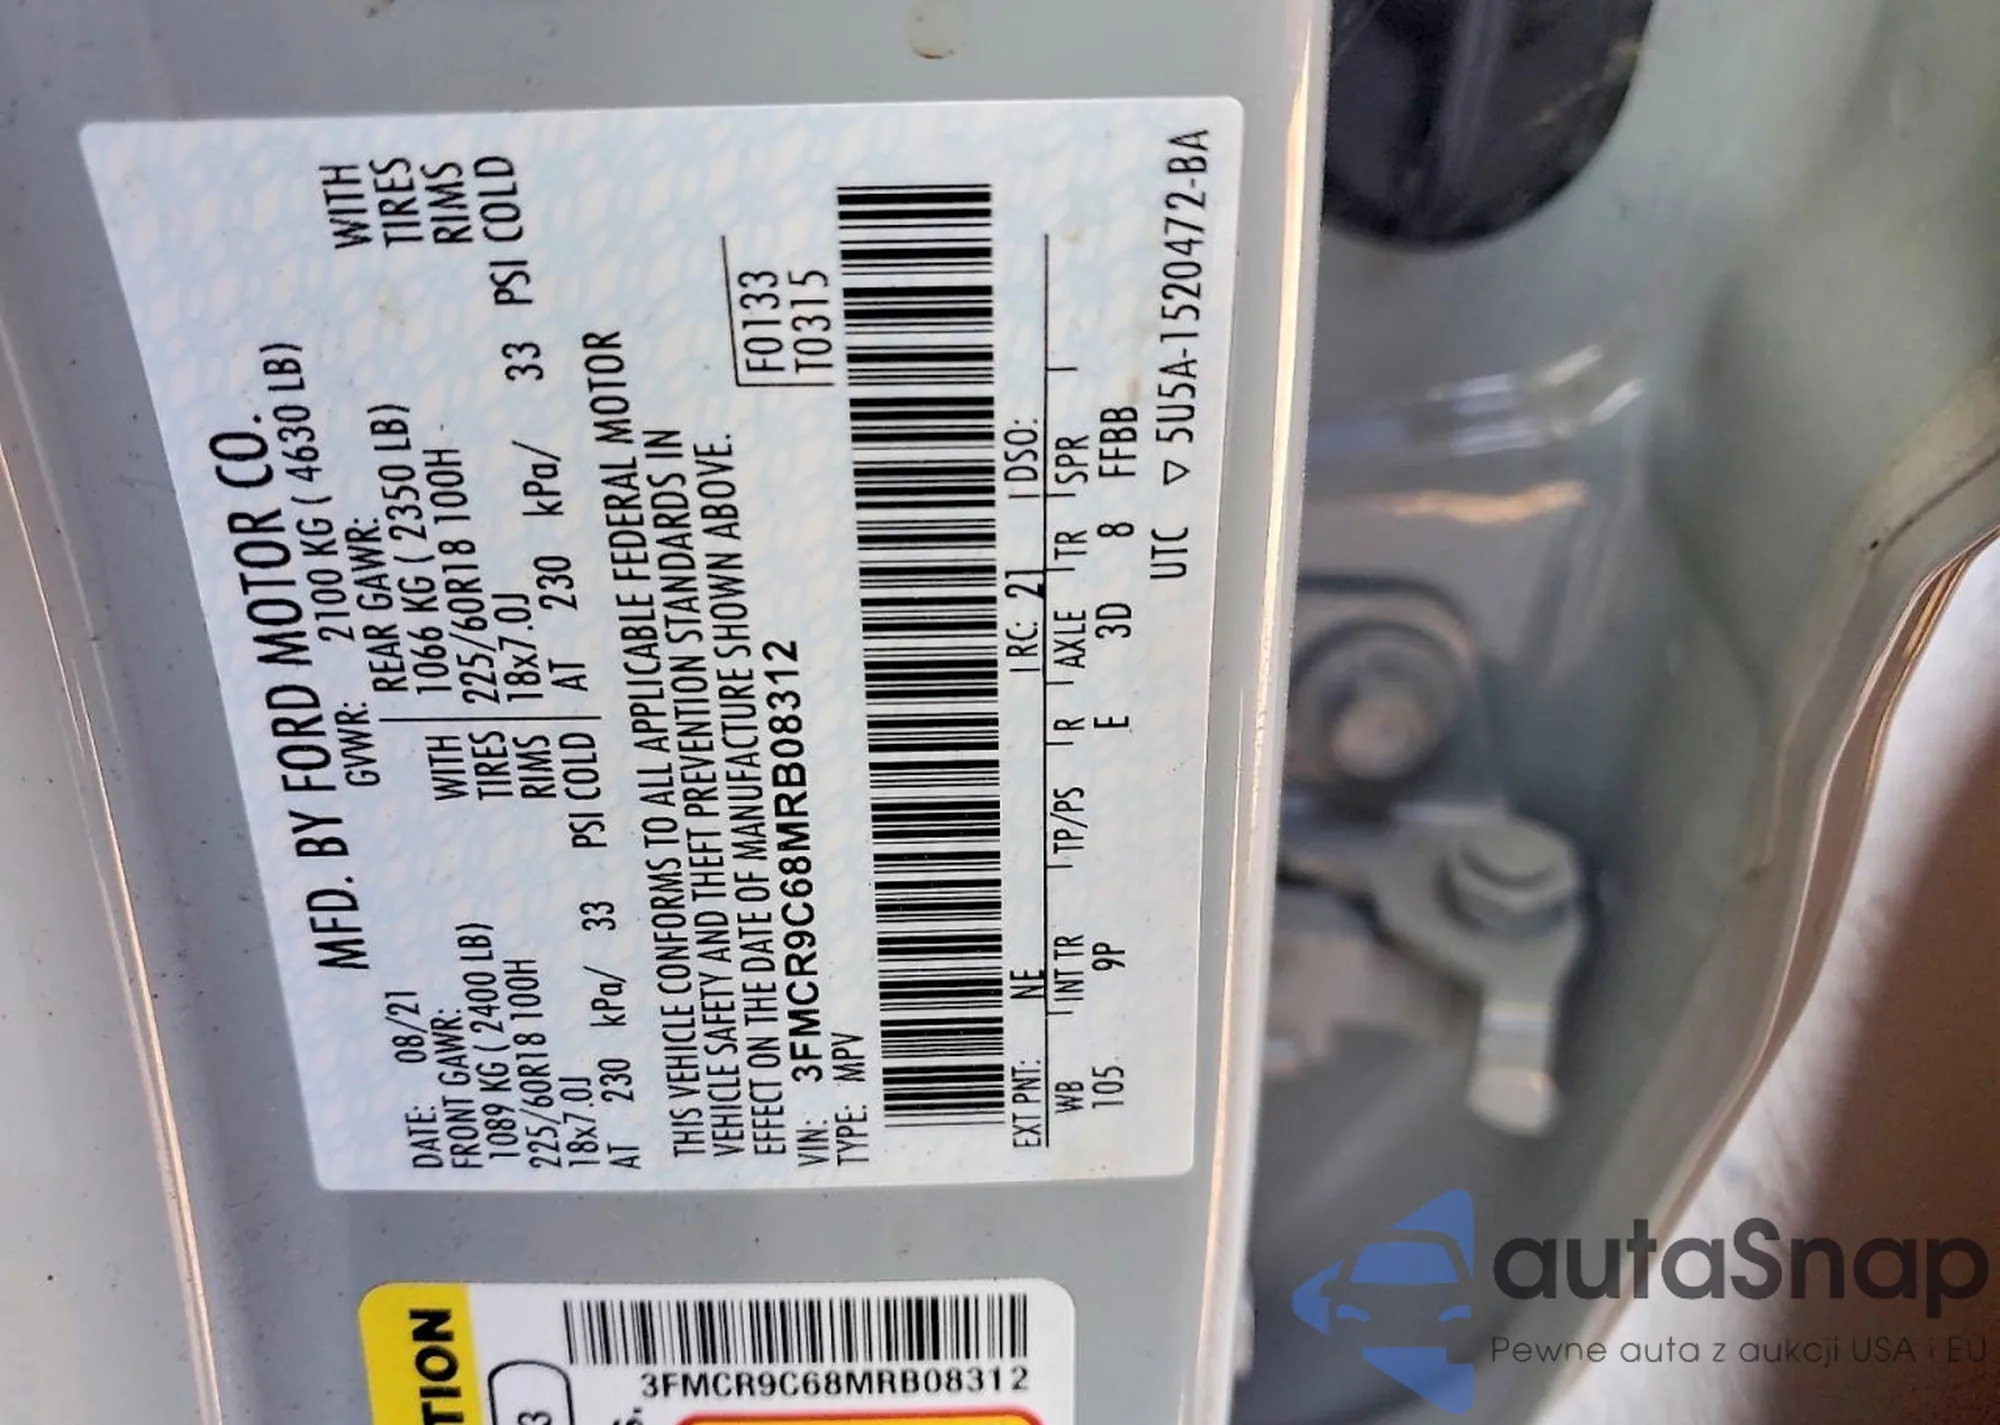 MFD. BY FORD MOTOR CO.
DATE: 08/21 GVWR: 2100 KG ( 4630 LB)
FRONT GAWR: REAR GAWR:
1089 KG ( 2400 LB) WITH 1066 KG ( 2350 LB) WITH
225/60R18 100H TIRES 225/60R18 100H TIRES
18x7.0J RIMS 18x7.0J RIMS
AT 230 kPa/ 33 PSI COLD AT 230 kPa/ 33 PSI COLD
THIS VEHICLE CONFORMS TO ALL APPLICABLE FEDERAL MOTOR
VEHICLE SAFETY AND THEFT PREVENTION STANDARDS IN
EFFECT ON THE DATE OF MANUFACTURE SHOWN ABOVE.
VIN: 3FMCR9C68MRB08312 F0133
TYPE: MPV T0315
EXT PNT: NE RC: 21 DSO:
WB INT TR TP/PS R AXLE TR SPR
105 9P E 3D 8 FFBB
UTC ▽ 5U5A-1520472-BA
TION
3
s.
3FMCR9C68MRB08312
autaSnap
Pewne auta z aukcji USA i EU